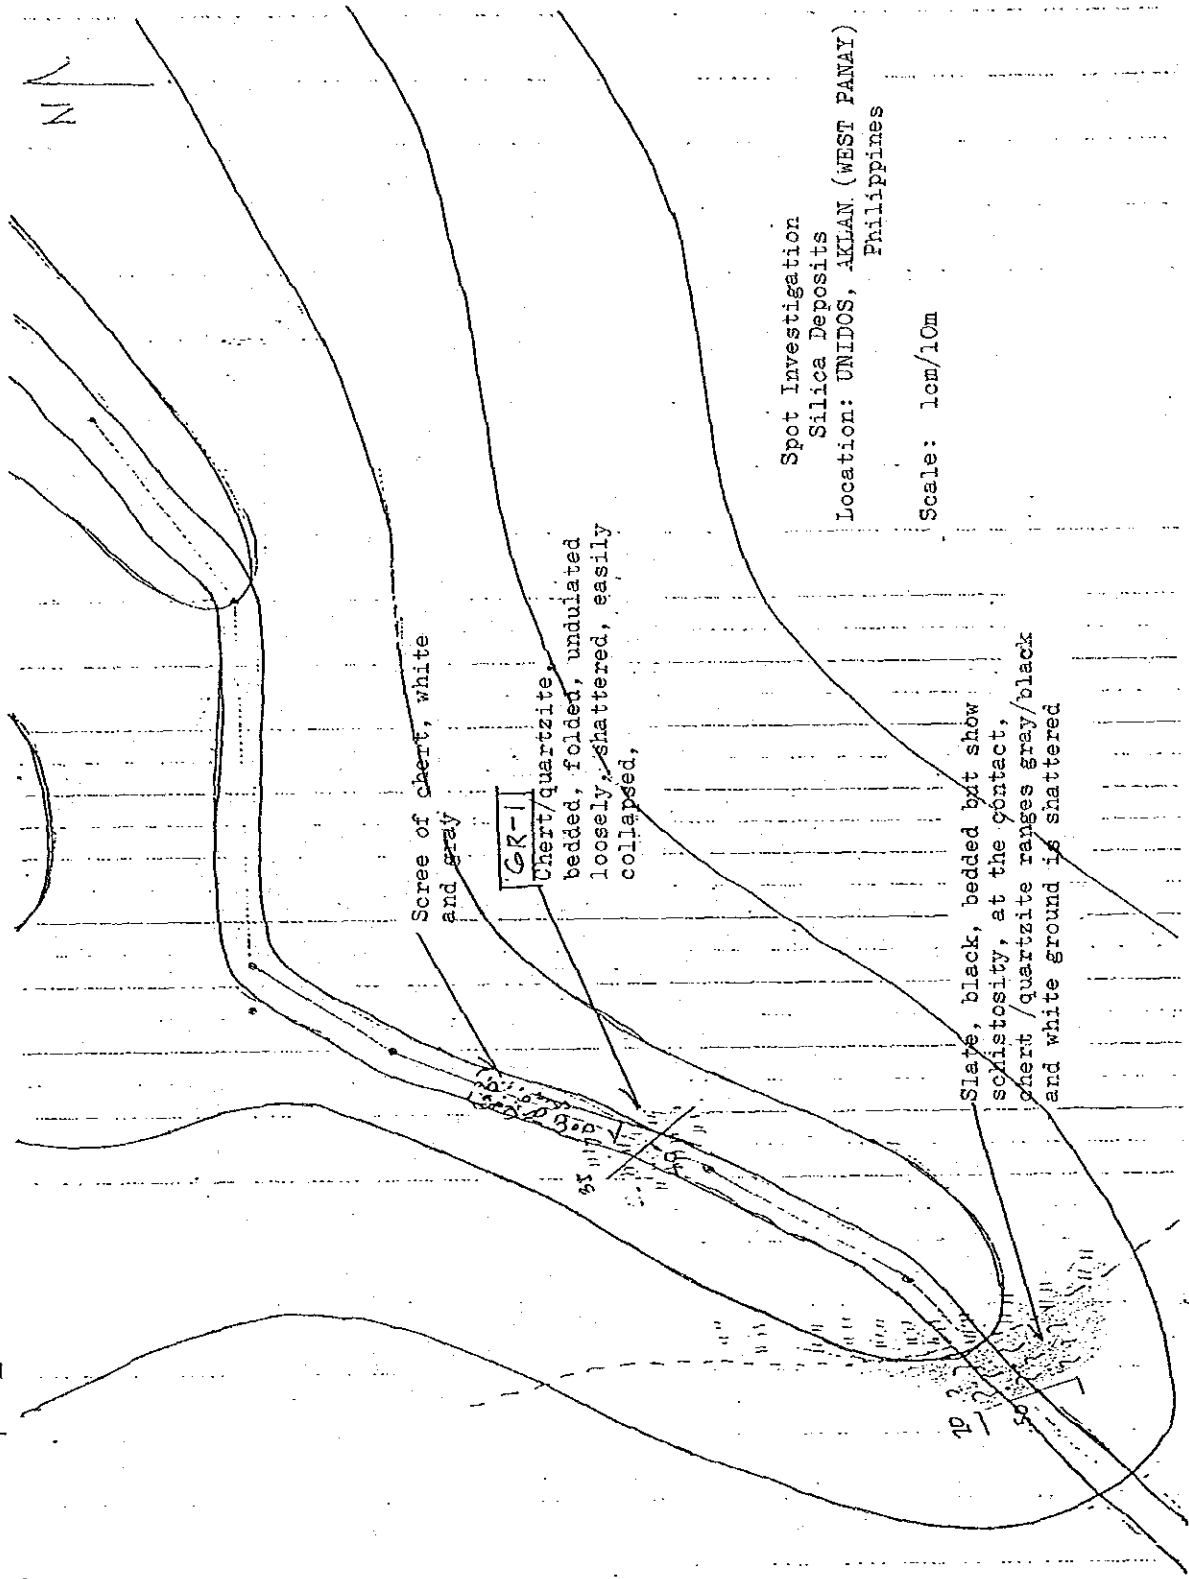 N
Scree of chert, white
and gray
GR-1
Chert/quartzite,
bedded, folded, undulated
loosely, shattered, easily
collapsed,
35
Slate, black, bedded but show
schistosity, at the contact,
chert /quartzite ranges gray/black
and white ground is shattered
50
Spot Investigation
Silica Deposits
Location: UNIDOS, AKLAN (WEST PANAY)
Philippines
Scale: 1cm/10m